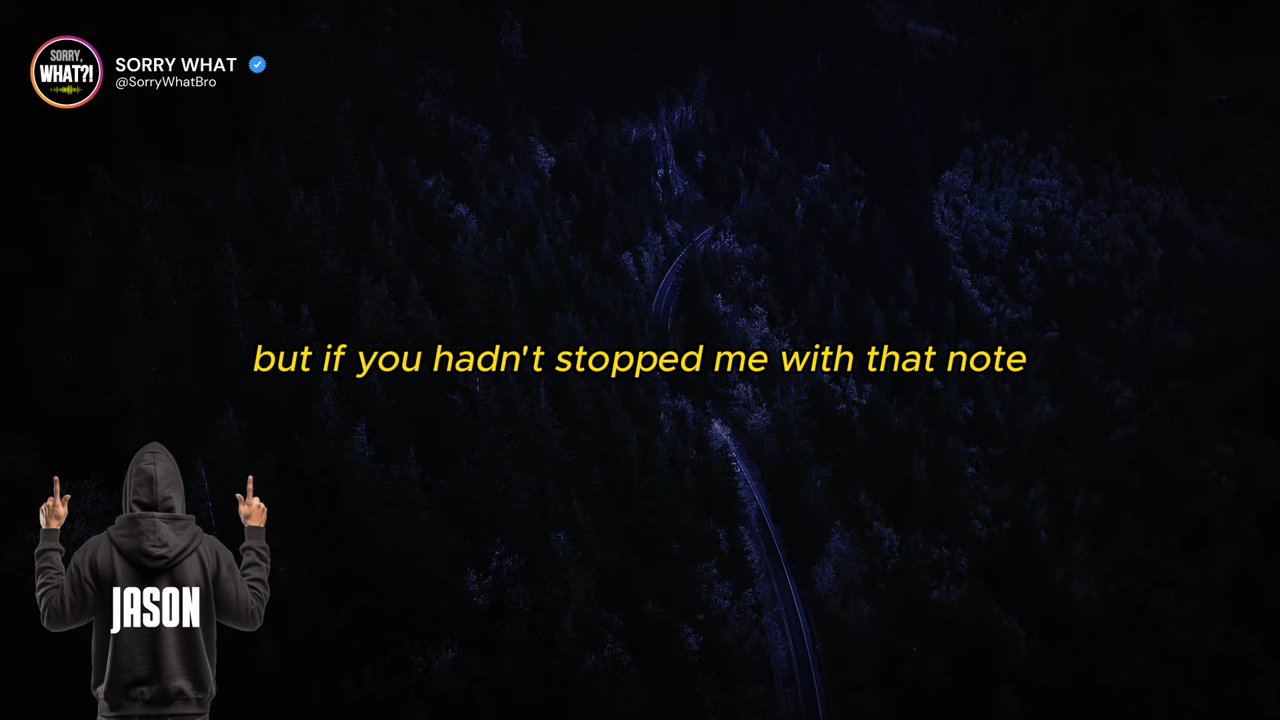 SORRY,
WHAT?!
SORRY WHAT
@SorryWhatBro
but if you hadn't stopped me with that note
JASON